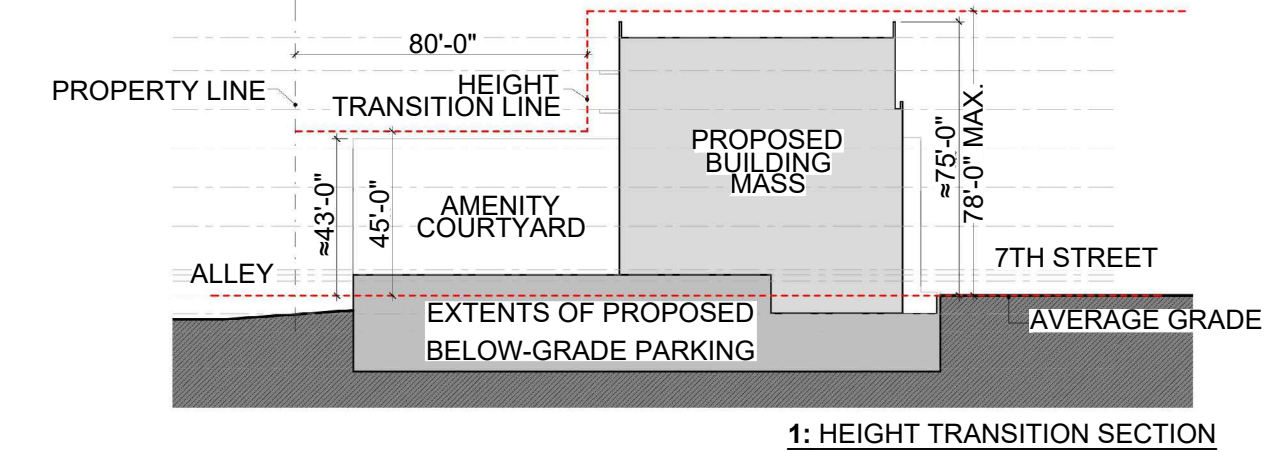 80'-0"
PROPERTY LINE
HEIGHT
TRANSITION LINE
≈43'-0"
45'-0"
AMENITY
COURTYARD
PROPOSED
BUILDING
MASS
≈75'-0"
78'-0" MAX.
ALLEY
7TH STREET
EXTENTS OF PROPOSED
BELOW-GRADE PARKING
AVERAGE GRADE
1: HEIGHT TRANSITION SECTION